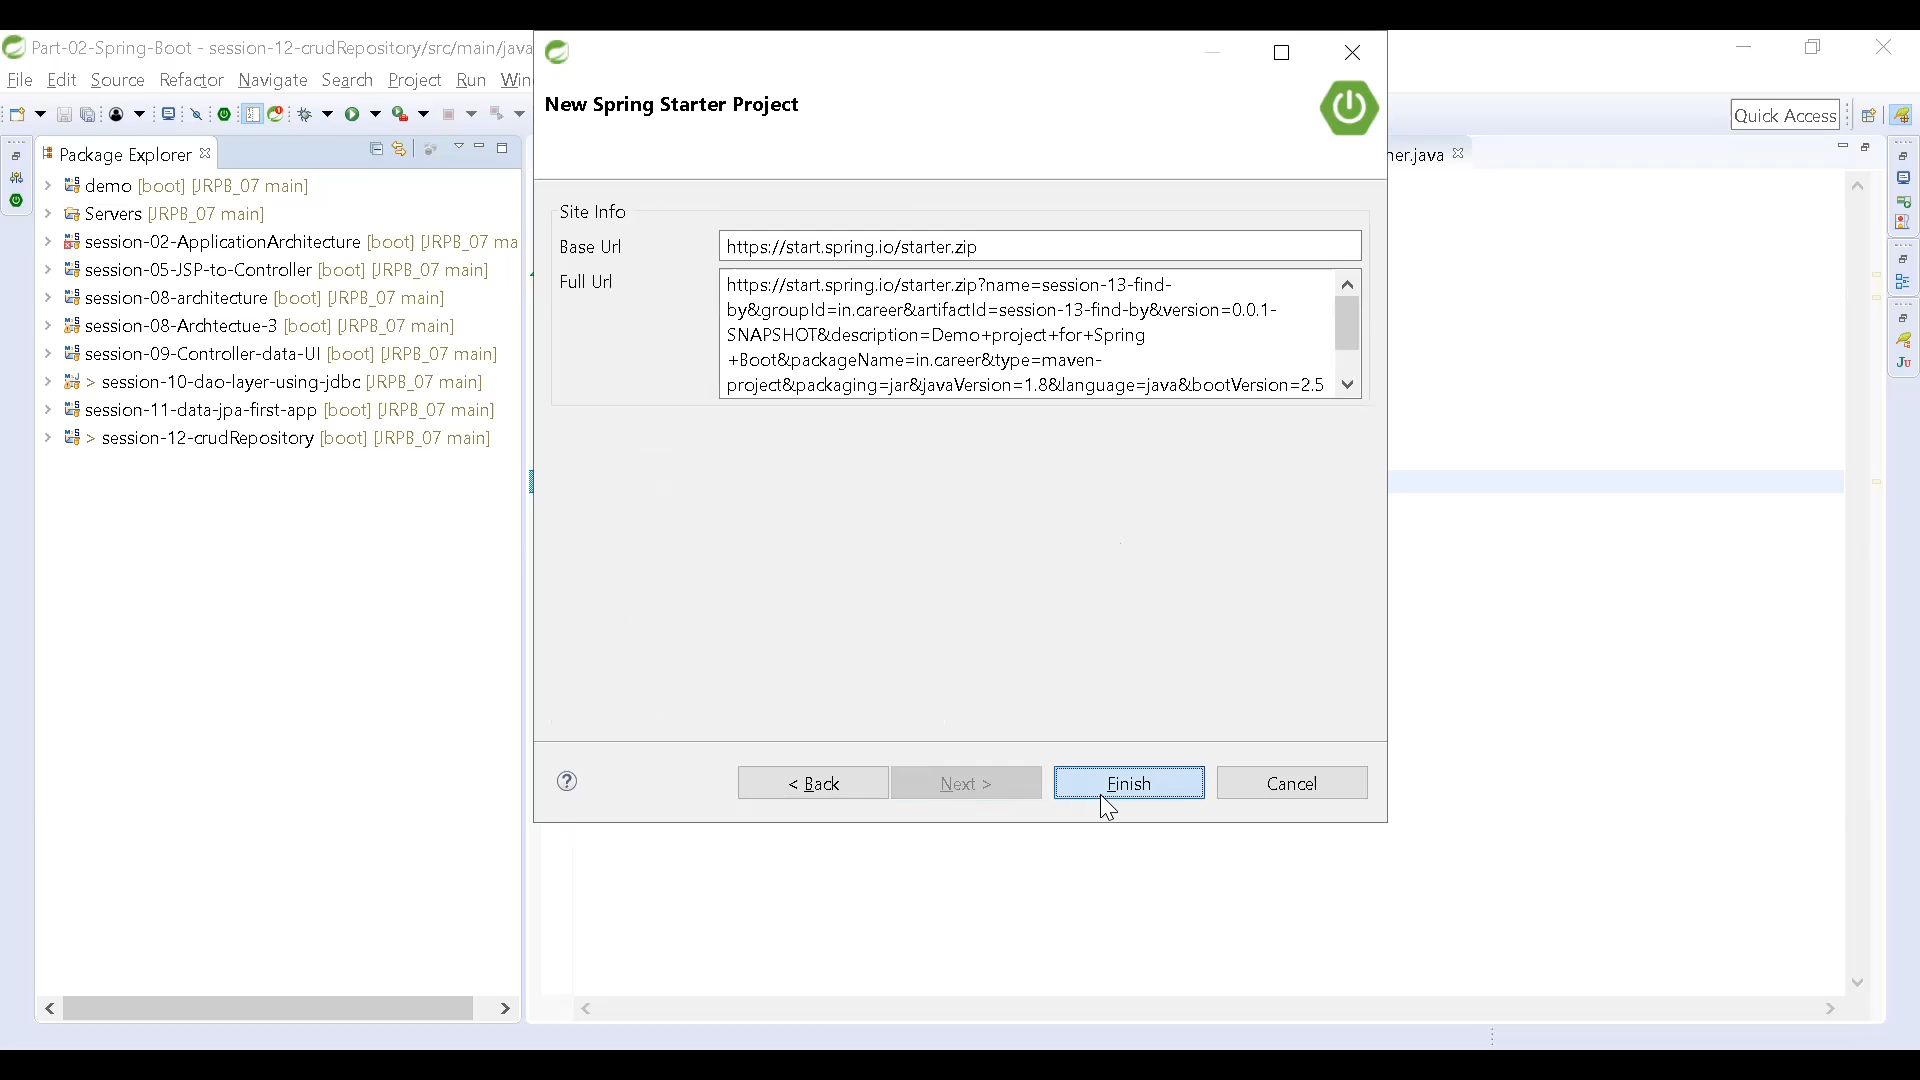 Part-02-Spring-Boot - session-12-crudRepository/src/main/java
File Edit Source Refactor Navigate Search Project Run Win
Quick Access
Package Explorer
demo [boot] [JRPB_07 main]
Servers [JRPB_07 main]
session-02-ApplicationArchitecture [boot] [JRPB_07 ma
session-05-JSP-to-Controller [boot] [JRPB_07 main]
session-08-architecture [boot] [JRPB_07 main]
session-08-Archtectue-3 [boot] [JRPB_07 main]
session-09-Controller-data-UI [boot] [JRPB_07 main]
> session-10-dao-layer-using-jdbc [JRPB_07 main]
session-11-data-jpa-first-app [boot] [JRPB_07 main]
> session-12-crudRepository [boot] [JRPB_07 main]
New Spring Starter Project
Site Info
Base Url
https://start.spring.io/starter.zip
Full Url
https://start.spring.io/starter.zip?name=session-13-find-
by&groupId=in.career&artifactId=session-13-find-by&version=0.0.1-
SNAPSHOT&description=Demo+project+for+Spring
+Boot&packageName=in.career&type=maven-
project&packaging=jar&javaVersion=1.8&language=java&bootVersion=2.5
< Back
Next >
Finish
Cancel
ner.java